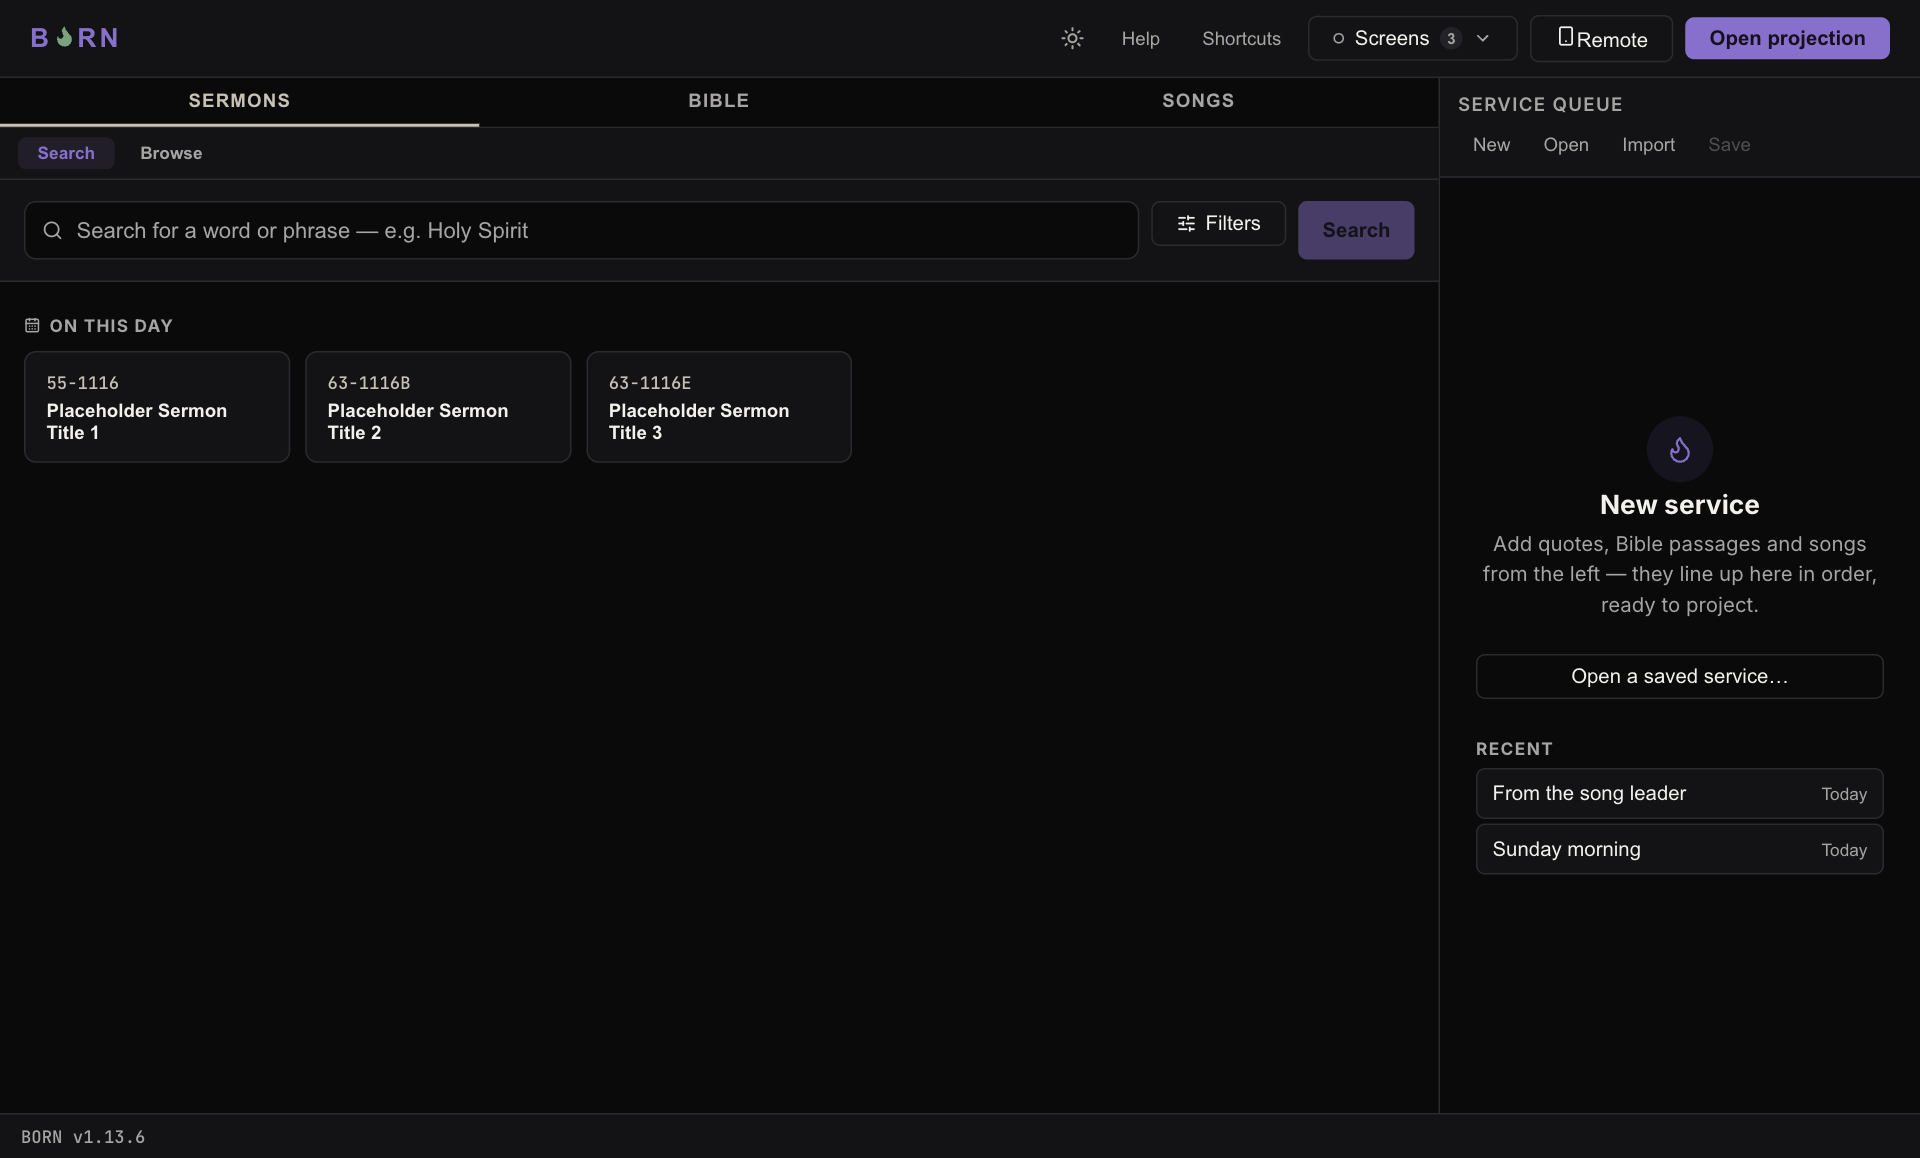 BORN
Help
Shortcuts
Screens 3
Remote
Open projection
SERMONS
BIBLE
SONGS
Search
Browse
Search for a word or phrase — e.g. Holy Spirit
Filters
Search
ON THIS DAY
55-1116
Placeholder Sermon
Title 1
63-1116B
Placeholder Sermon
Title 2
63-1116E
Placeholder Sermon
Title 3
SERVICE QUEUE
New
Open
Import
Save
New service
Add quotes, Bible passages and songs
from the left — they line up here in order,
ready to project.
Open a saved service…
RECENT
From the song leader
Today
Sunday morning
Today
BORN v1.13.6